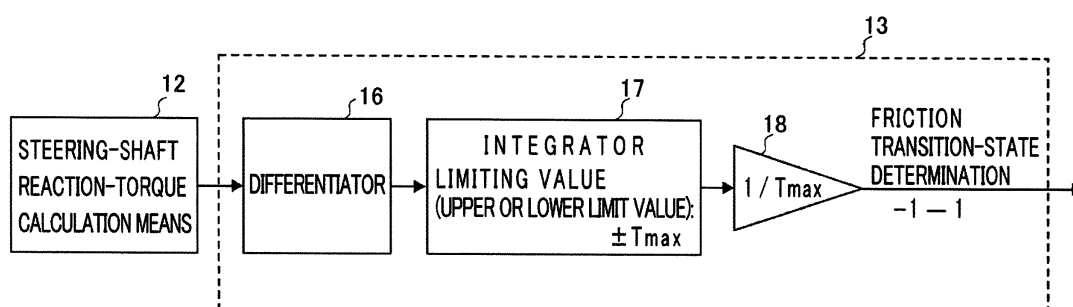 13
12
STEERING-SHAFT
REACTION-TORQUE
CALCULATION MEANS
16
DIFFERENTIATOR
17
INTEGRATOR
LIMITING VALUE
(UPPER OR LOWER LIMIT VALUE):
±Tmax
18
1/Tmax
FRICTION
TRANSITION-STATE
DETERMINATION
-1 — 1